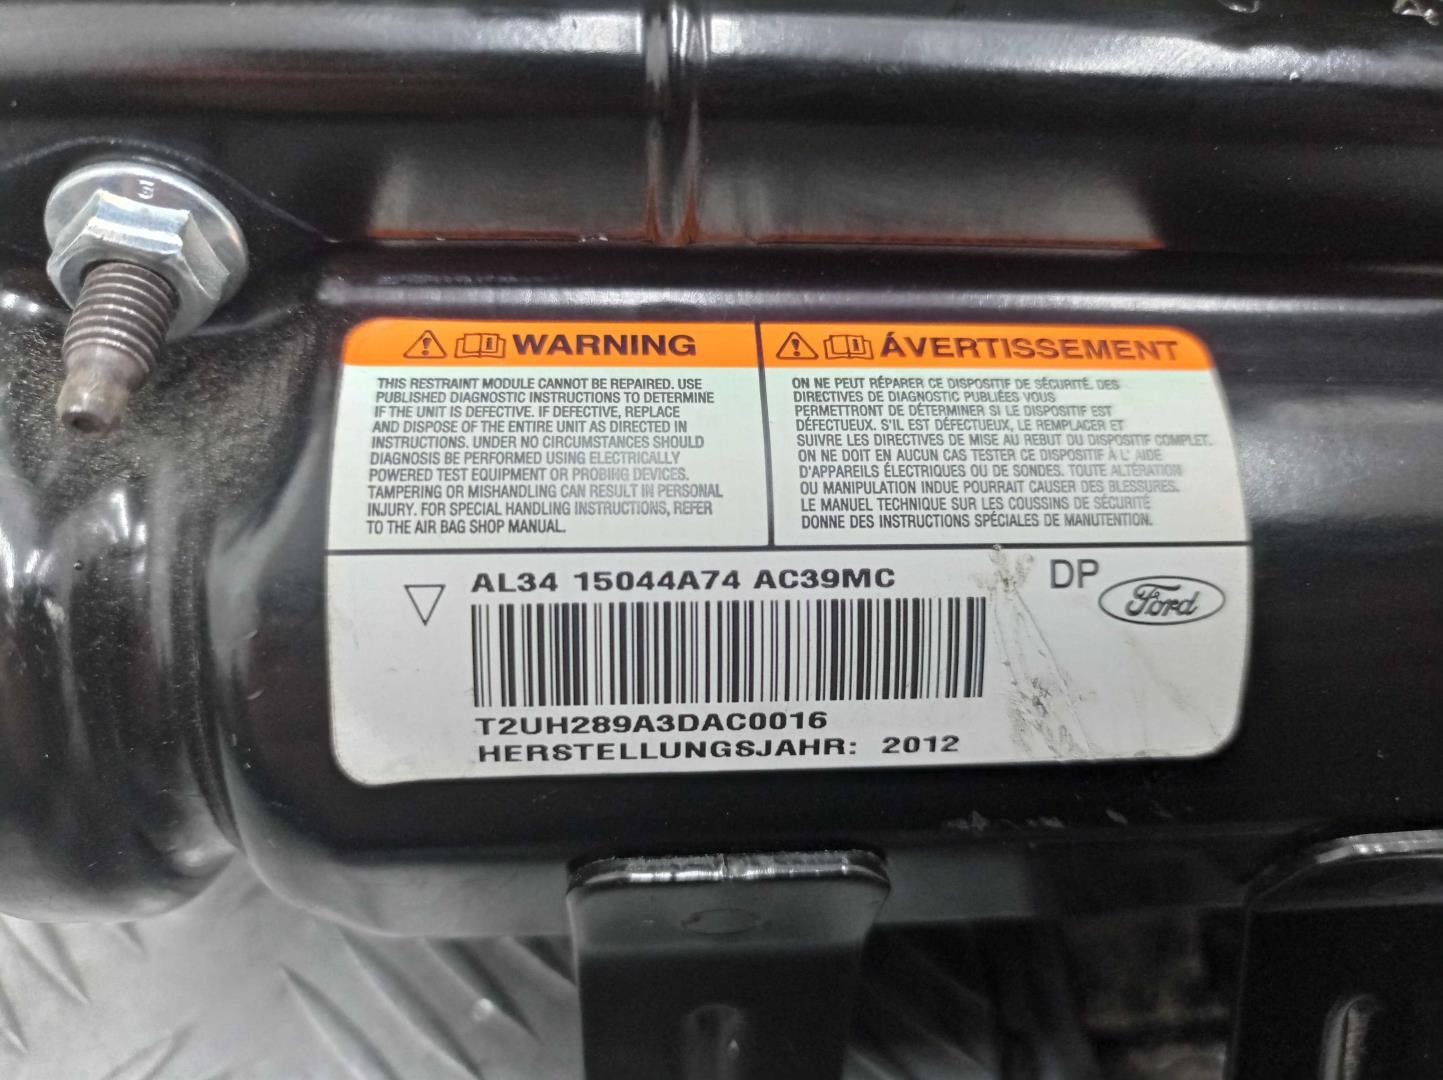 WARNING
THIS RESTRAINT MODULE CANNOT BE REPAIRED. USE
PUBLISHED DIAGNOSTIC INSTRUCTIONS TO DETERMINE
IF THE UNIT IS DEFECTIVE. IF DEFECTIVE, REPLACE
AND DISPOSE OF THE ENTIRE UNIT AS DIRECTED IN
INSTRUCTIONS. UNDER NO CIRCUMSTANCES SHOULD
DIAGNOSIS BE PERFORMED USING ELECTRICALLY
POWERED TEST EQUIPMENT OR PROBING DEVICES.
TAMPERING OR MISHANDLING CAN RESULT IN PERSONAL
INJURY. FOR SPECIAL HANDLING INSTRUCTIONS, REFER
TO THE AIR BAG SHOP MANUAL.
ÁVERTISSEMENT
ON NE PEUT RÉPARER CE DISPOSITIF DE SÉCURITÉ. DES
DIRECTIVES DE DIAGNOSTIC PUBLIÉES VOUS
PERMETTRONT DE DÉTERMINER SI LE DISPOSITIF EST
DÉFECTUEUX. S'IL EST DÉFECTUEUX, LE REMPLACER ET
SUIVRE LES DIRECTIVES DE MISE AU REBUT DU DISPOSITIF COMPLET.
ON NE DOIT EN AUCUN CAS TESTER CE DISPOSITIF À L' AIDE
D'APPAREILS ÉLECTRIQUES OU DE SONDES. TOUTE ALTÉRATION
OU MANIPULATION INDUE POURRAIT CAUSER DES BLESSURES.
LE MANUEL TECHNIQUE SUR LES COUSSINS DE SÉCURITÉ
DONNE DES INSTRUCTIONS SPÉCIALES DE MANUTENTION.
AL34 15044A74 AC39MC
DP
Ford
T2UH289A3DAC0016
HERSTELLUNGSJAHR: 2012